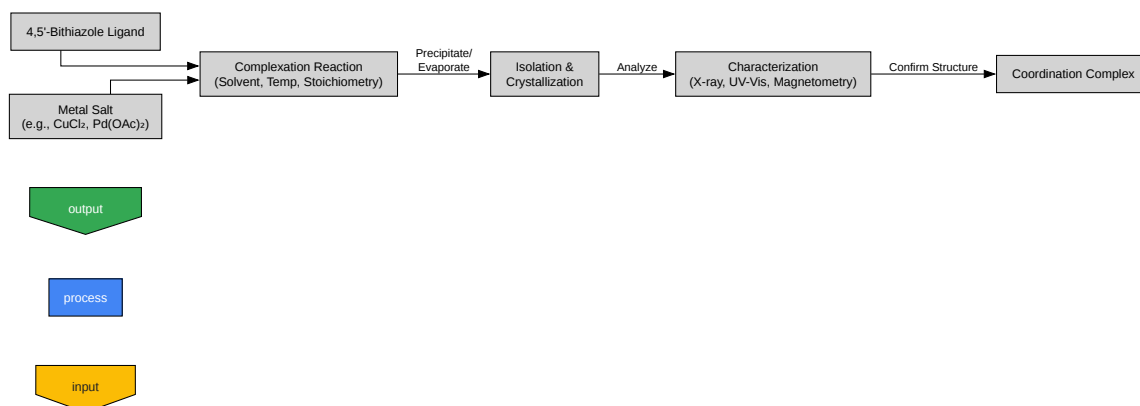 4,5'-Bithiazole Ligand
Metal Salt
(e.g., CuCl₂, Pd(OAc)₂)
Complexation Reaction
(Solvent, Temp, Stoichiometry)
Precipitate/
Evaporate
Isolation &
Crystallization
Analyze
Characterization
(X-ray, UV-Vis, Magnetometry)
Confirm Structure
Coordination Complex
output
process
input